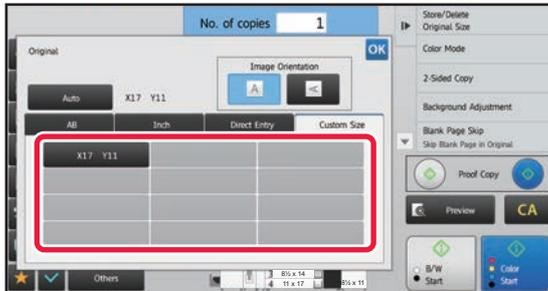 No. of copies 1
Store/Delete
Original Size
Original
OK
Color Mode
Image Orientation
A
A
2-Sided Copy
Auto
X17 Y11
Background Adjustment
AB
Inch
Direct Entry
Custom Size
Blank Page Skip
Skip Blank Page in Original
X17 Y11
Proof Copy
Preview
CA
B/W
Start
Color
Start
Others
3 8½ x 14
4 11 x 17
8½ x 11